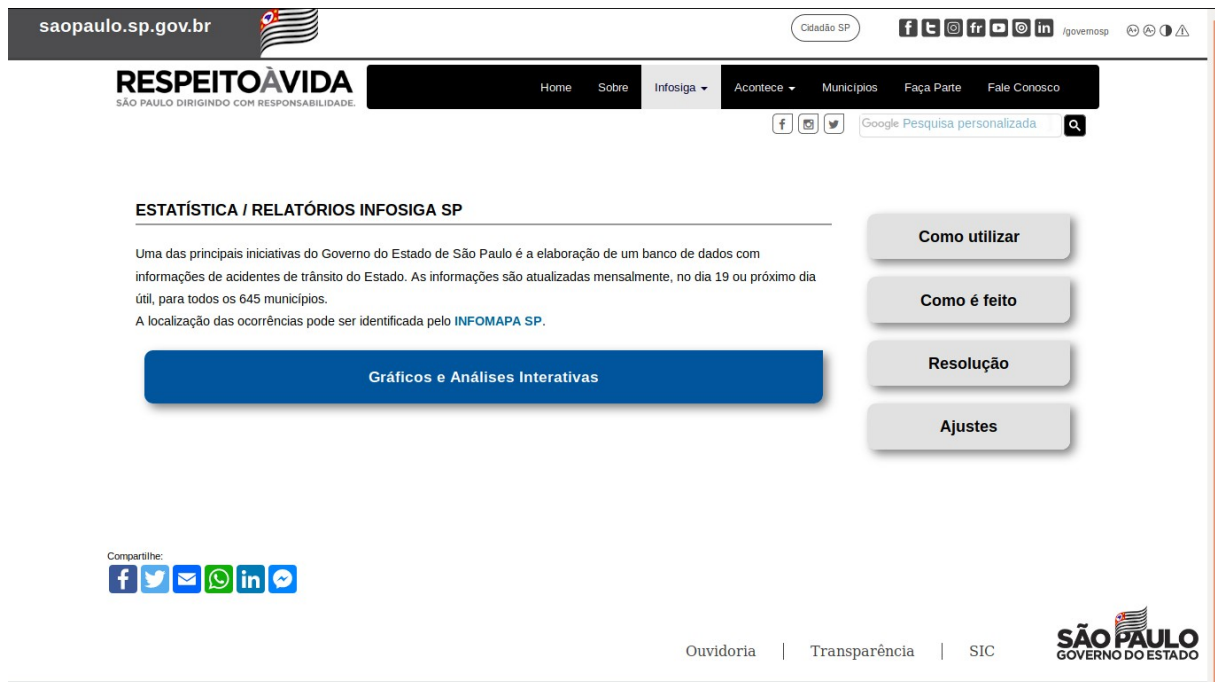 saopaulo.sp.gov.br
Cidadão SP
/governosp
RESPEITOÀVIDA
SÃO PAULO DIRIGINDO COM RESPONSABILIDADE.
Home Sobre Infosiga Acontece Municípios Faça Parte Fale Conosco
Google Pesquisa personalizada
ESTATÍSTICA / RELATÓRIOS INFOSIGA SP
Uma das principais iniciativas do Governo do Estado de São Paulo é a elaboração de um banco de dados com
informações de acidentes de trânsito do Estado. As informações são atualizadas mensalmente, no dia 19 ou próximo dia
útil, para todos os 645 municípios.
A localização das ocorrências pode ser identificada pelo INFOMAPA SP.
Gráficos e Análises Interativas
Como utilizar
Como é feito
Resolução
Ajustes
Compartilhe:
Ouvidoria | Transparência | SIC
SÃO PAULO
GOVERNO DO ESTADO